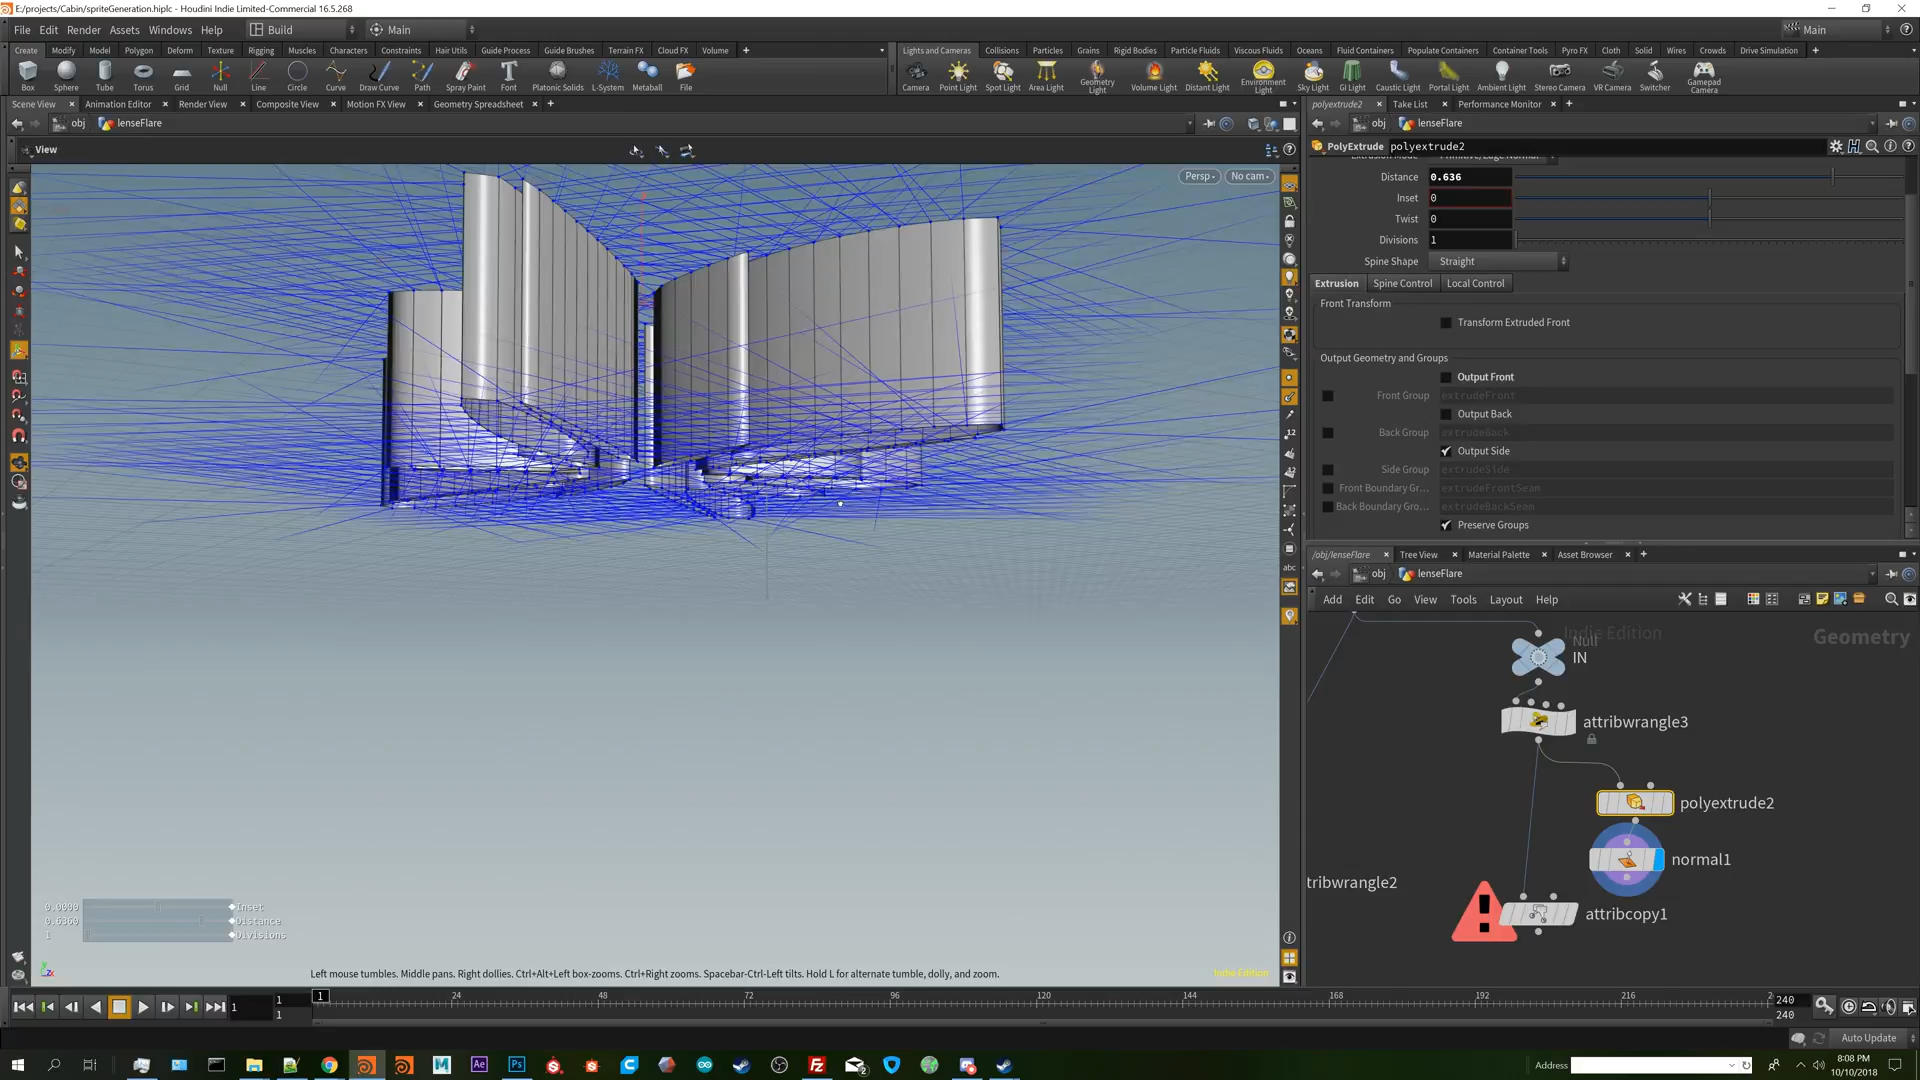 E:/projects/Cabin/spriteGeneration.hiplc - Houdini Indie Limited-Commercial 16.5.268
File Edit Render Assets Windows Help Build Main Main
Create Modify Model Polygon Deform Texture Rigging Muscles Characters Constraints Hair Utils Guide Process Guide Brushes Terrain FX Cloud FX Volume
Lights and Cameras Collisions Particles Grains Rigid Bodies Particle Fluids Viscous Fluids Oceans Fluid Containers Populate Containers Container Tools Pyro FX Cloth Solid Wires Crowds Drive Simulation
Box Sphere Tube Torus Grid Null Line Circle Curve Draw Curve Path Spray Paint Font Platonic Solids L-System Metaball File
Camera Point Light Spot Light Area Light Geometry Light Volume Light Distant Light Environment Light Sky Light GI Light Caustic Light Portal Light Ambient Light Stereo Camera VR Camera Switcher Gamepad Camera
Scene View Animation Editor Render View Composite View Motion FX View Geometry Spreadsheet
polyextrude2 Take List Performance Monitor
obj lenseFlare
obj lenseFlare
View
Persp No cam
PolyExtrude polyextrude2
Distance 0.636
Inset 0
Twist 0
Divisions 1
Spine Shape Straight
Extrusion Spine Control Local Control
Front Transform
Transform Extruded Front
Output Geometry and Groups
Output Front
Front Group extrudeFront
Output Back
Back Group extrudeBack
Output Side
Side Group extrudeSide
Front Boundary Gr... extrudeFrontSeam
Back Boundary Gro... extrudeBackSeam
Preserve Groups
/obj/lenseFlare Tree View Material Palette Asset Browser
obj lenseFlare
Add Edit Go View Tools Layout Help
Indie Edition
Geometry
Null
IN
attribwrangle3
polyextrude2
normal1
tribwrangle2
attribcopy1
0.0000 Inset
0.6360 Distance
1 Divisions
Left mouse tumbles. Middle pans. Right dollies. Ctrl+Alt+Left box-zooms. Ctrl+Right zooms. Spacebar-Ctrl-Left tilts. Hold L for alternate tumble, dolly, and zoom.
Indie Edition
1 1 1 1 24 48 72 96 120 144 168 192 216 240
240
Auto Update
Address
8:08 PM
10/10/2018